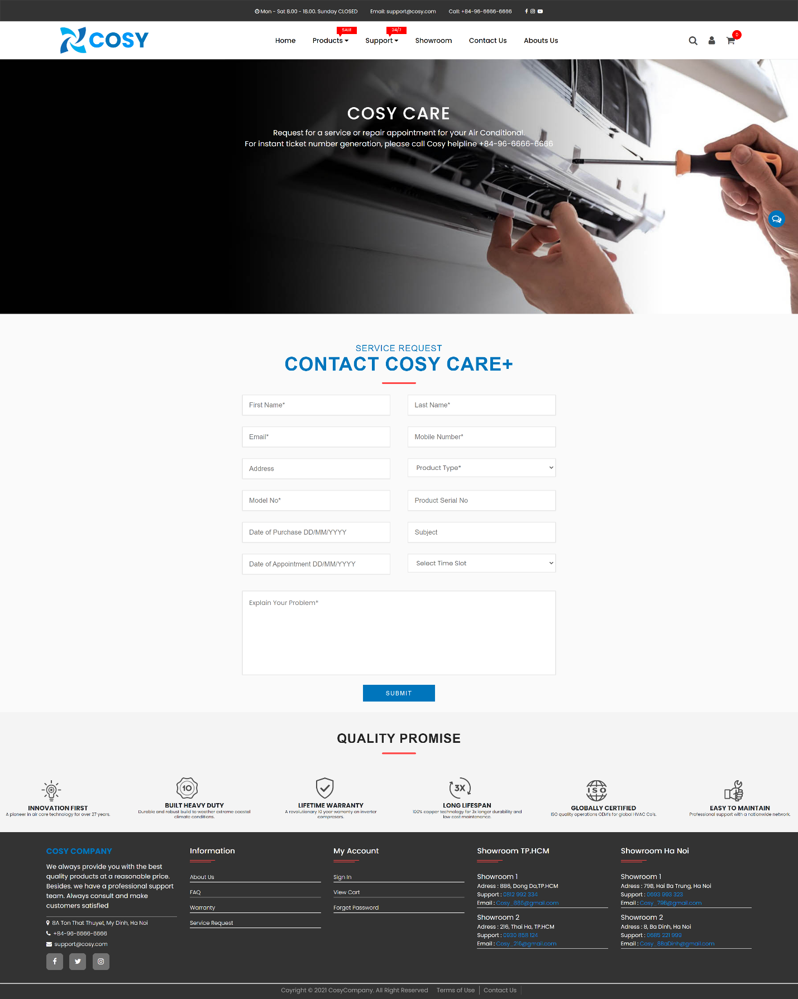 Mon - Sat 8.00 - 18.00. Sunday CLOSED Email: support@cosy.com Call: +84-96-6666-6666
SALE 24/7 0
COSY Home Products Support Showroom Contact Us Abouts Us
COSY CARE
Request for a service or repair appointment for your Air Conditional.
For instant ticket number generation, please call Cosy helpline +84-96-6666-6666
SERVICE REQUEST
CONTACT COSY CARE+
First Name* Last Name*
Email* Mobile Number*
Address Product Type*
Model No* Product Serial No
Date of Purchase DD/MM/YYYY Subject
Date of Appointment DD/MM/YYYY Select Time Slot
Explain Your Problem*
SUBMIT
QUALITY PROMISE
10 3X ISO
INNOVATION FIRST
A pioneer in air care technology for over 27 years.
BUILT HEAVY DUTY
Durable and robust build to weather extreme coastal
climate conditions.
LIFETIME WARRANTY
A revolutionary 10 year warranty on inverter
compresors.
LONG LIFESPAN
100% copper technology for 3x longer durability and
low cost maintenance.
GLOBALLY CERTIFIED
ISO quality operations OEM's for global HVAC Co's.
EASY TO MAINTAIN
Professional support with a nationwide network.
COSY COMPANY
We always provide you with the best
quality products at a reasonable price.
Besides. we have a professional support
team. Always consult and make
customers satisfied
8A Ton That Thuyet, My Dinh, Ha Noi
+84-96-6666-6666
support@cosy.com
Information
About Us
FAQ
Warranty
Service Request
My Account
Sign In
View Cart
Forget Password
Showroom TP.HCM
Showroom 1
Adress : 886, Dong Da,TP.HCM
Support : 0812 992 334
Email : Cosy_886@gmail.com
Showroom 2
Adress : 216, Thai Ha, TP.HCM
Support : 0930 858 124
Email : Cosy_216@gmail.com
Showroom Ha Noi
Showroom 1
Adress : 79B, Hai Ba Trung, Ha Noi
Support : 0693 993 323
Email : Cosy_79B@gmail.com
Showroom 2
Adress : 8, Ba Dinh, Ha Noi
Support : 0685 221 999
Email : Cosy_8BaDinh@gmail.com
Coyright © 2021 CosyCompany. All Right Reserved Terms of Use Contact Us